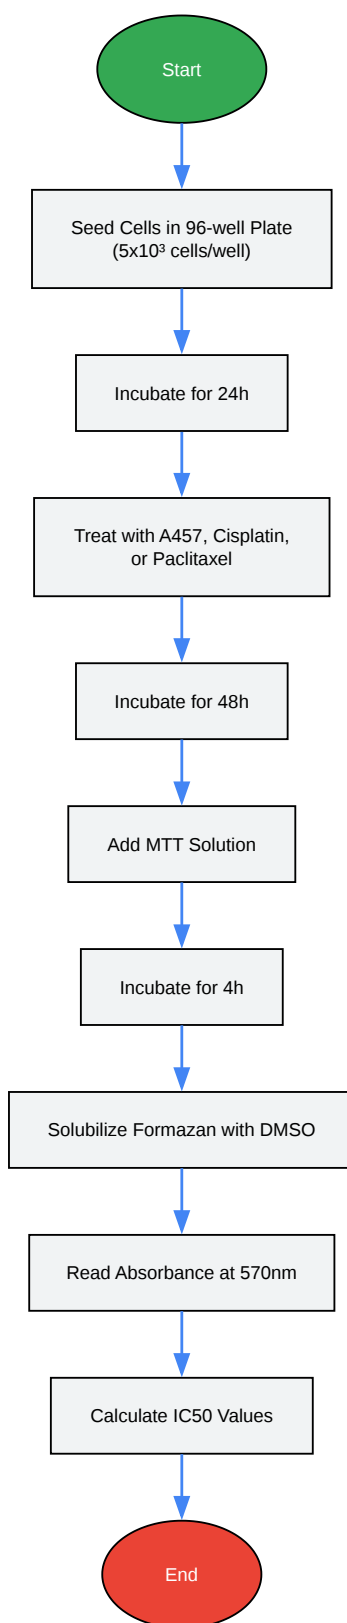 Start
Seed Cells in 96-well Plate
(5x10³ cells/well)
Incubate for 24h
Treat with A457, Cisplatin,
or Paclitaxel
Incubate for 48h
Add MTT Solution
Incubate for 4h
Solubilize Formazan with DMSO
Read Absorbance at 570nm
Calculate IC50 Values
End